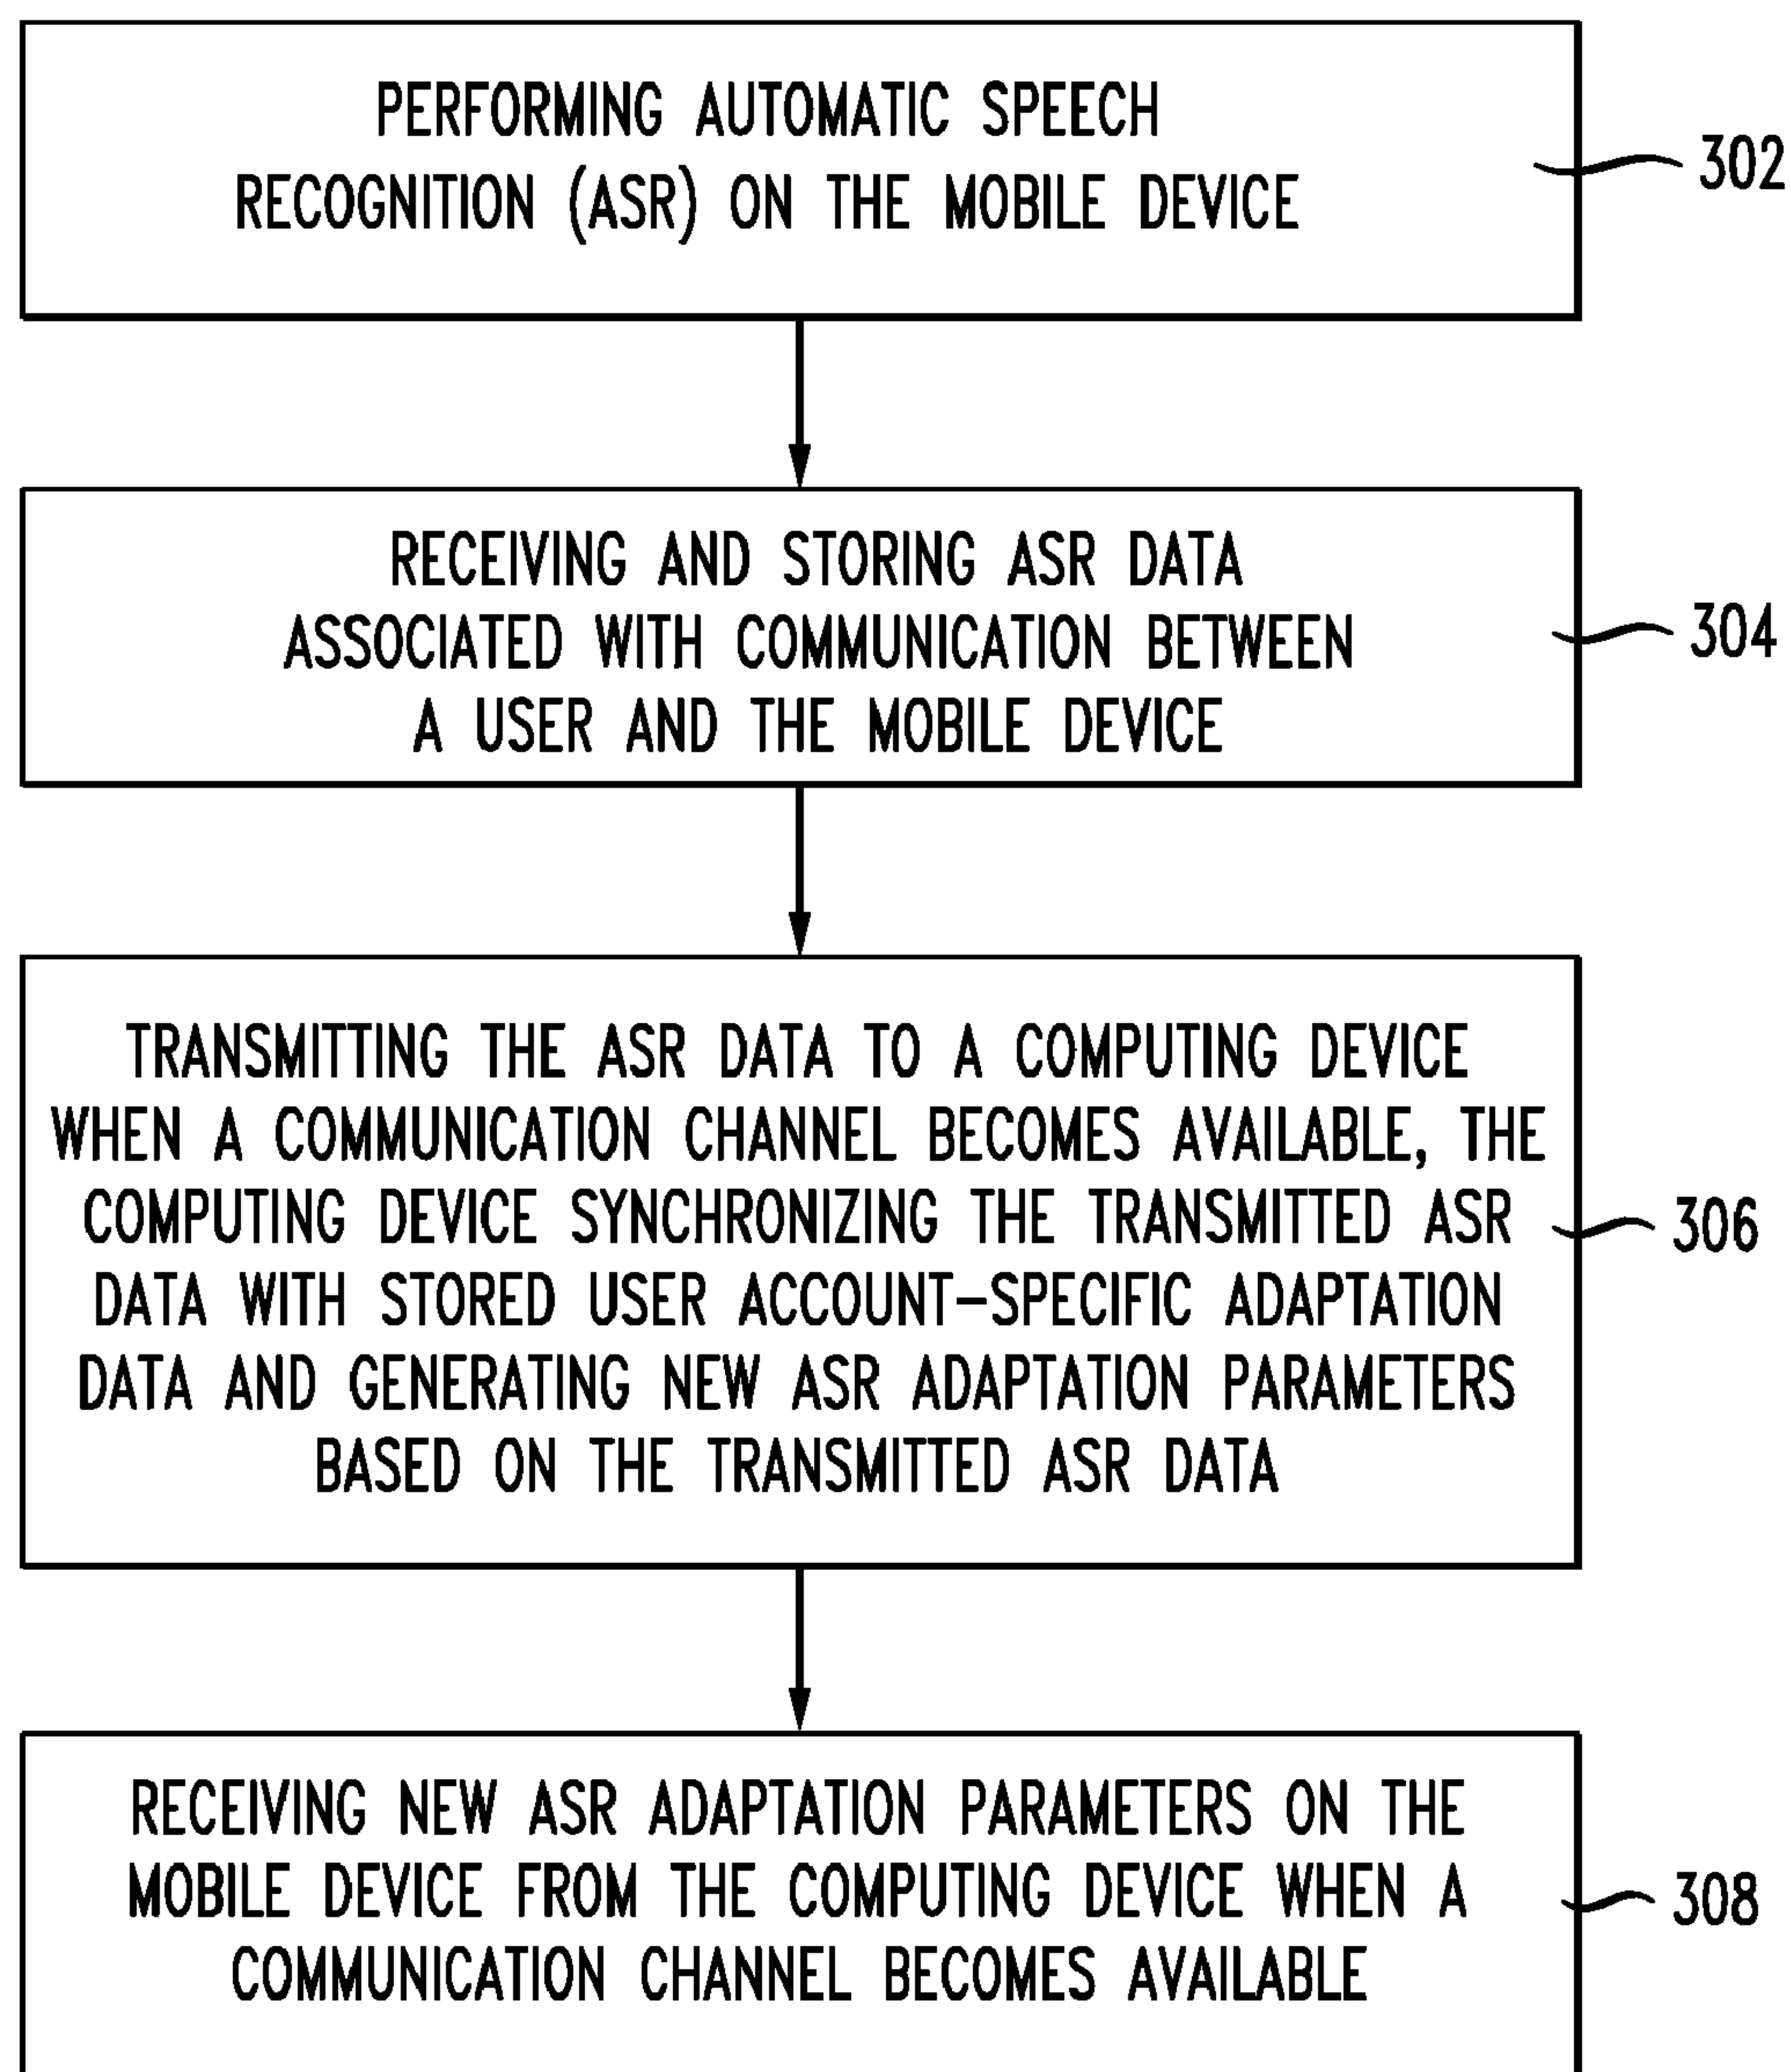 PERFORMING AUTOMATIC SPEECH
RECOGNITION (ASR) ON THE MOBILE DEVICE
302
RECEIVING AND STORING ASR DATA
ASSOCIATED WITH COMMUNICATION BETWEEN
A USER AND THE MOBILE DEVICE
304
TRANSMITTING THE ASR DATA TO A COMPUTING DEVICE
WHEN A COMMUNICATION CHANNEL BECOMES AVAILABLE, THE
COMPUTING DEVICE SYNCHRONIZING THE TRANSMITTED ASR
DATA WITH STORED USER ACCOUNT-SPECIFIC ADAPTATION
DATA AND GENERATING NEW ASR ADAPTATION PARAMETERS
BASED ON THE TRANSMITTED ASR DATA
306
RECEIVING NEW ASR ADAPTATION PARAMETERS ON THE
MOBILE DEVICE FROM THE COMPUTING DEVICE WHEN A
COMMUNICATION CHANNEL BECOMES AVAILABLE
308